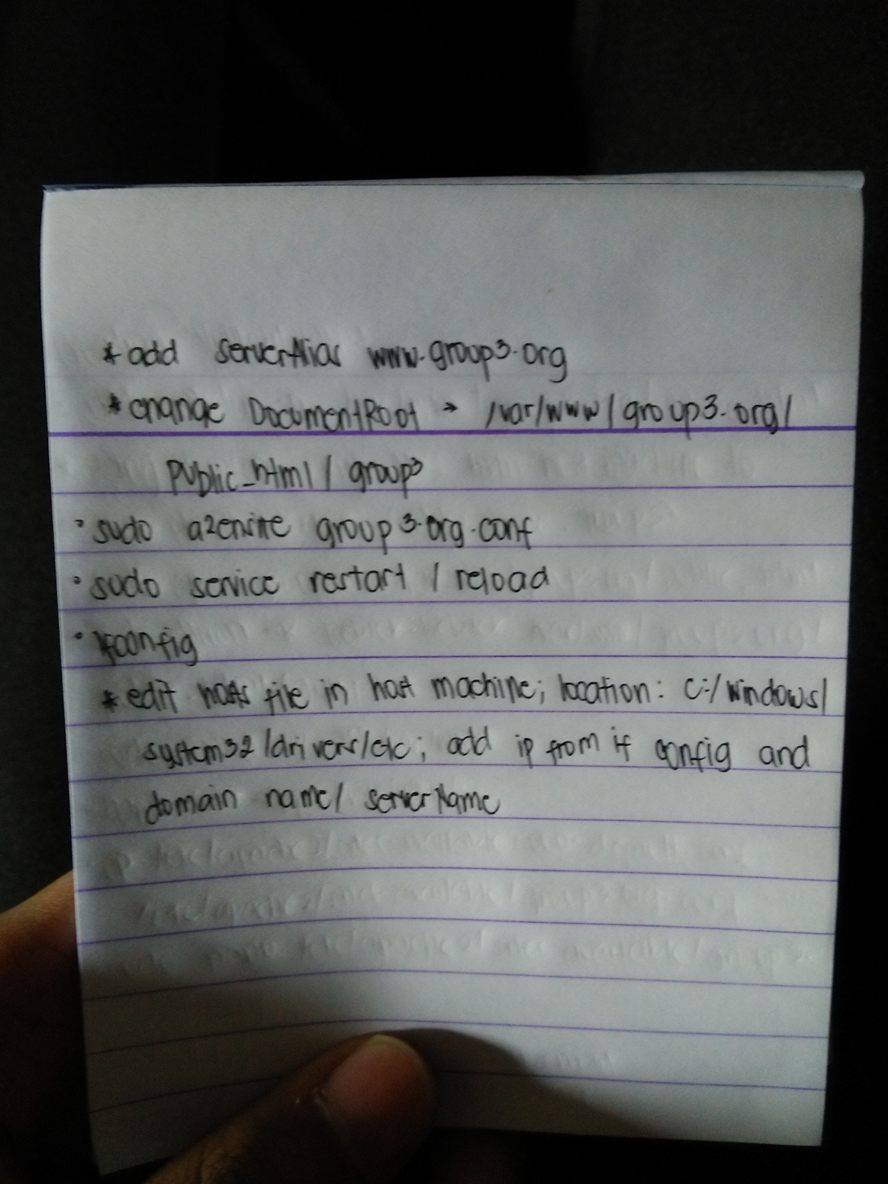 * add serverAlias www.group3.org
* change DocumentRoot → /var/www/group3.org/
public_html/group3
• sudo a2ensite group3.org.conf
• sudo service restart / reload
• ifconfig
* edit hosts file in host machine; location: C:/windows/
system32/drivers/etc; add ip from if config and
domain name/ serverName